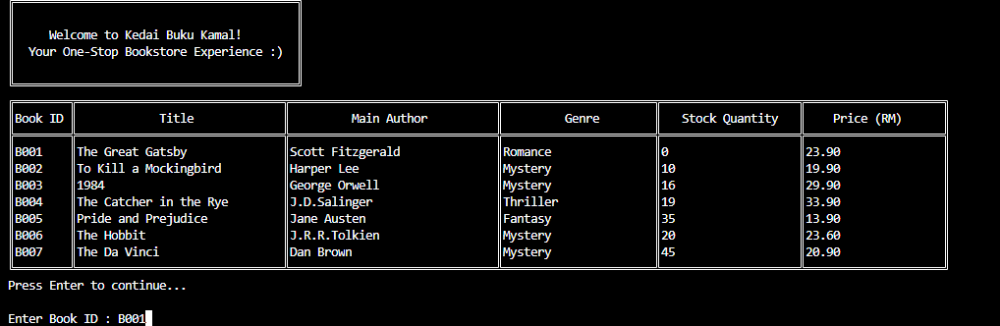 Welcome to Kedai Buku Kamal!
Your One-Stop Bookstore Experience :)
Book ID Title Main Author Genre Stock Quantity Price (RM)
B001 The Great Gatsby Scott Fitzgerald Romance 0 23.90
B002 To Kill a Mockingbird Harper Lee Mystery 10 19.90
B003 1984 George Orwell Mystery 16 29.90
B004 The Catcher in the Rye J.D.Salinger Thriller 19 33.90
B005 Pride and Prejudice Jane Austen Fantasy 35 13.90
B006 The Hobbit J.R.R.Tolkien Mystery 20 23.60
B007 The Da Vinci Dan Brown Mystery 45 20.90
Press Enter to continue...
Enter Book ID : B001